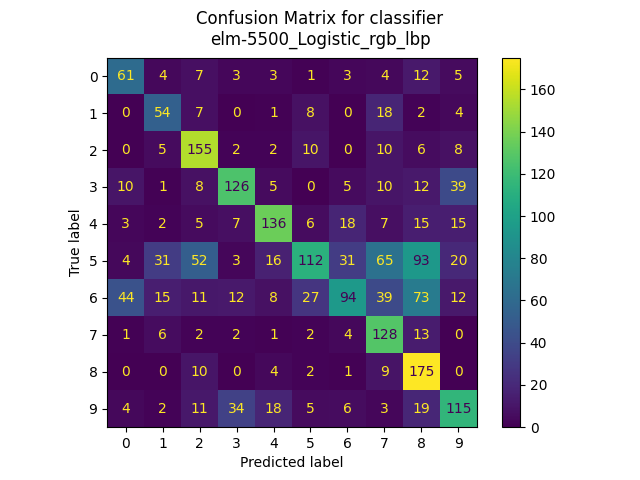 Confusion Matrix for classifier
elm-5500_Logistic_rgb_lbp
0 61 4 7 3 3 1 3 4 12 5
1 0 54 7 0 1 8 0 18 2 4
2 0 5 155 2 2 10 0 10 6 8
3 10 1 8 126 5 0 5 10 12 39
4 3 2 5 7 136 6 18 7 15 15
5 4 31 52 3 16 112 31 65 93 20
6 44 15 11 12 8 27 94 39 73 12
7 1 6 2 2 1 2 4 128 13 0
8 0 0 10 0 4 2 1 9 175 0
9 4 2 11 34 18 5 6 3 19 115
0 1 2 3 4 5 6 7 8 9
True label
Predicted label
160
140
120
100
80
60
40
20
0